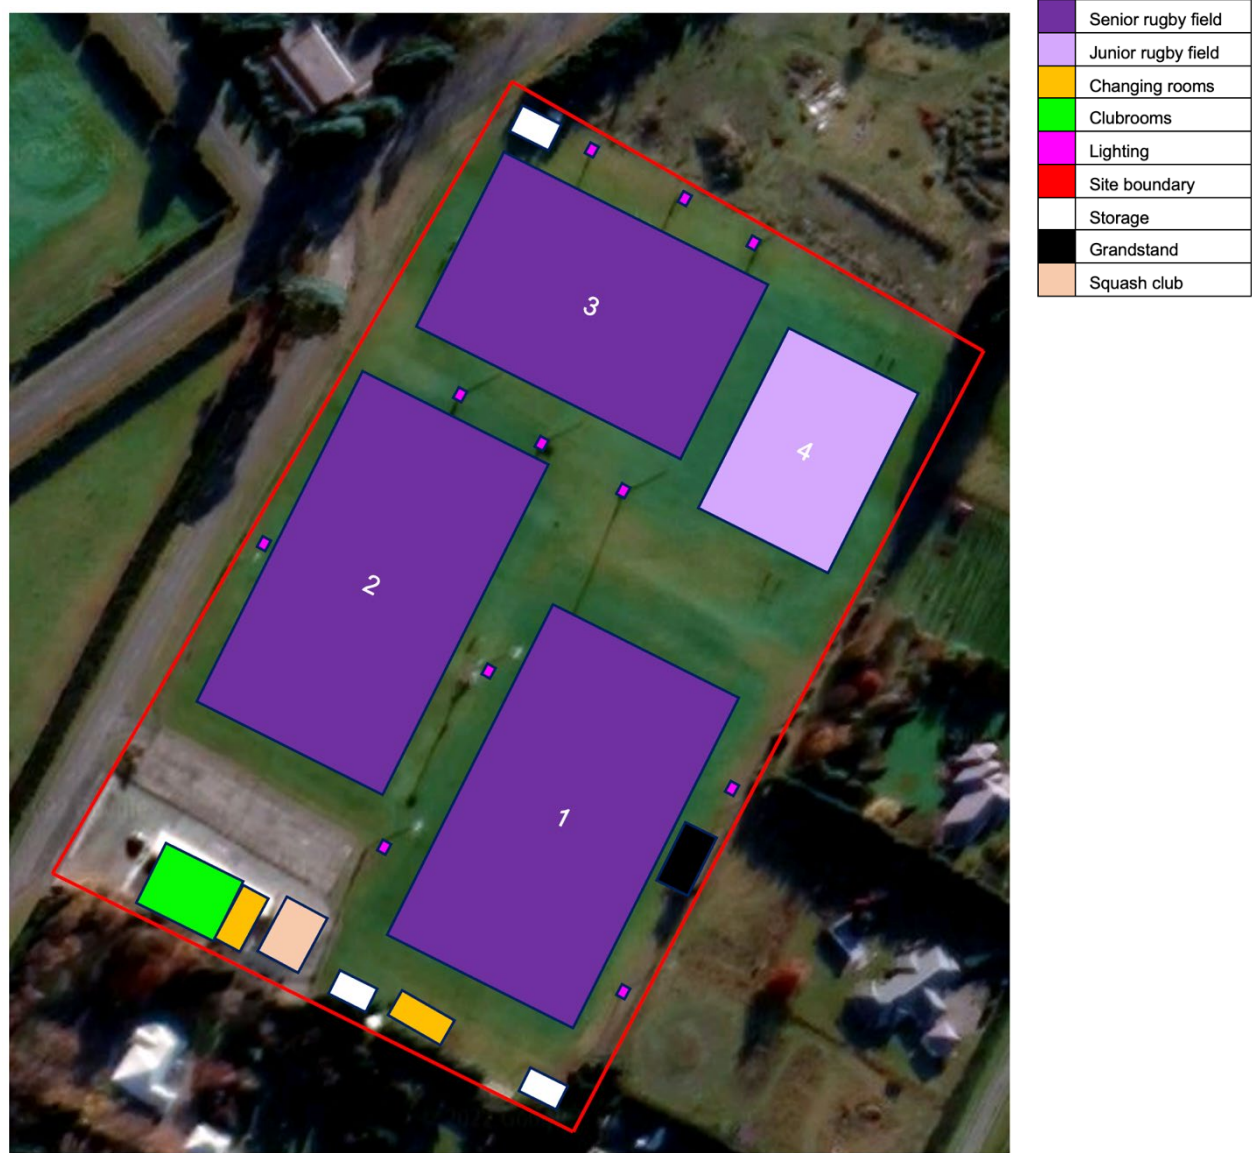 Senior rugby field
Junior rugby field
Changing rooms
Clubrooms
Lighting
Site boundary
Storage
Grandstand
Squash club
3
4
2
1